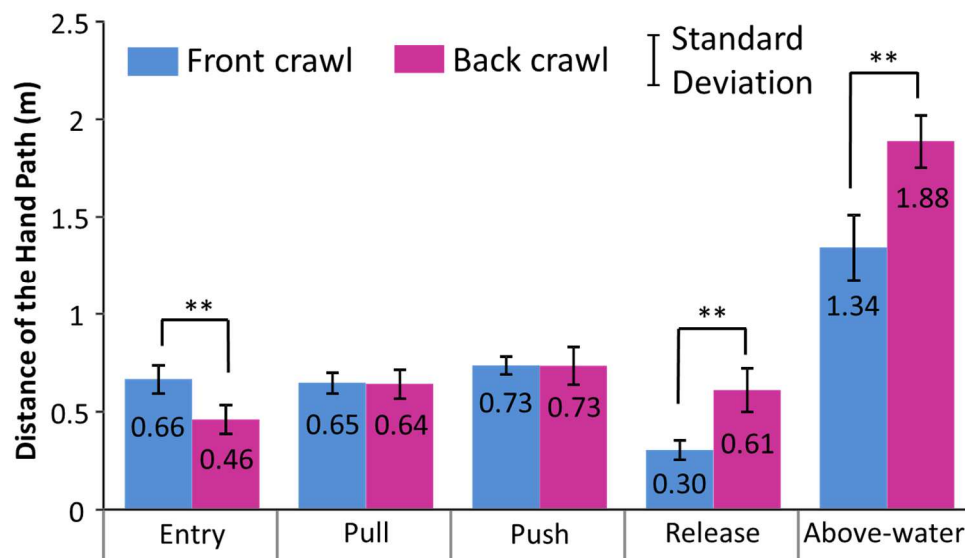 2.5
2
1.5
1
0.5
0
Distance of the Hand Path (m)
Front crawl
Back crawl
Standard
Deviation
**
**
**
0.66
0.46
0.65
0.64
0.73
0.73
0.30
0.61
1.34
1.88
Entry
Pull
Push
Release
Above-water